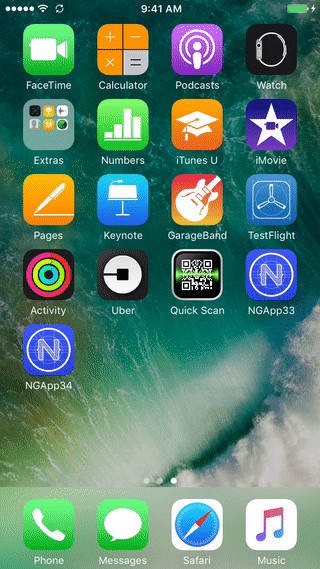 9:41 AM
FaceTime Calculator Podcasts Watch
Extras Numbers iTunes U iMovie
Pages Keynote GarageBand TestFlight
Activity Uber Quick Scan NGApp33
NGApp34
Phone Messages Safari Music